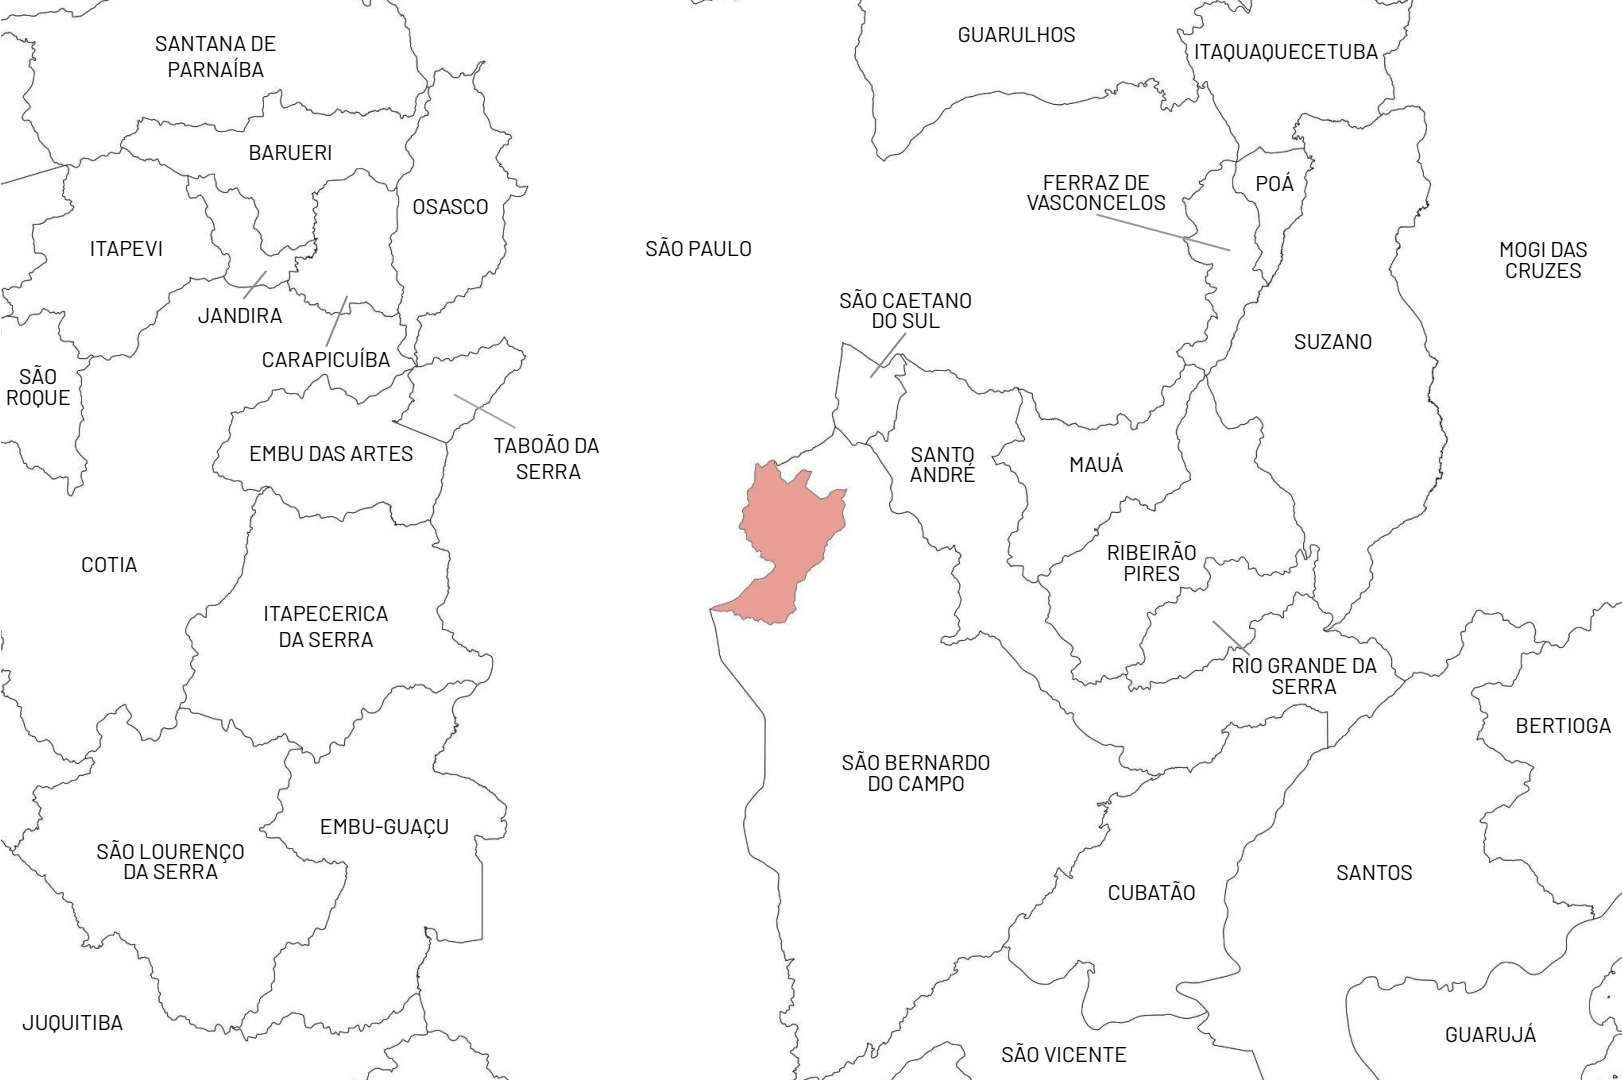 SANTANA DE
PARNAÍBA
GUARULHOS
ITAQUAQUECETUBA
BARUERI
FERRAZ DE
VASCONCELOS
POÁ
OSASCO
ITAPEVI
SÃO PAULO
MOGI DAS
CRUZES
JANDIRA
SÃO CAETANO
DO SUL
CARAPICUÍBA
SUZANO
SÃO
ROQUE
TABOÃO DA
SERRA
EMBU DAS ARTES
SANTO
ANDRÉ
MAUÁ
COTIA
RIBEIRÃO
PIRES
ITAPECERICA
DA SERRA
RIO GRANDE DA
SERRA
BERTIOGA
SÃO BERNARDO
DO CAMPO
EMBU-GUAÇU
SÃO LOURENÇO
DA SERRA
SANTOS
CUBATÃO
JUQUITIBA
GUARUJÁ
SÃO VICENTE